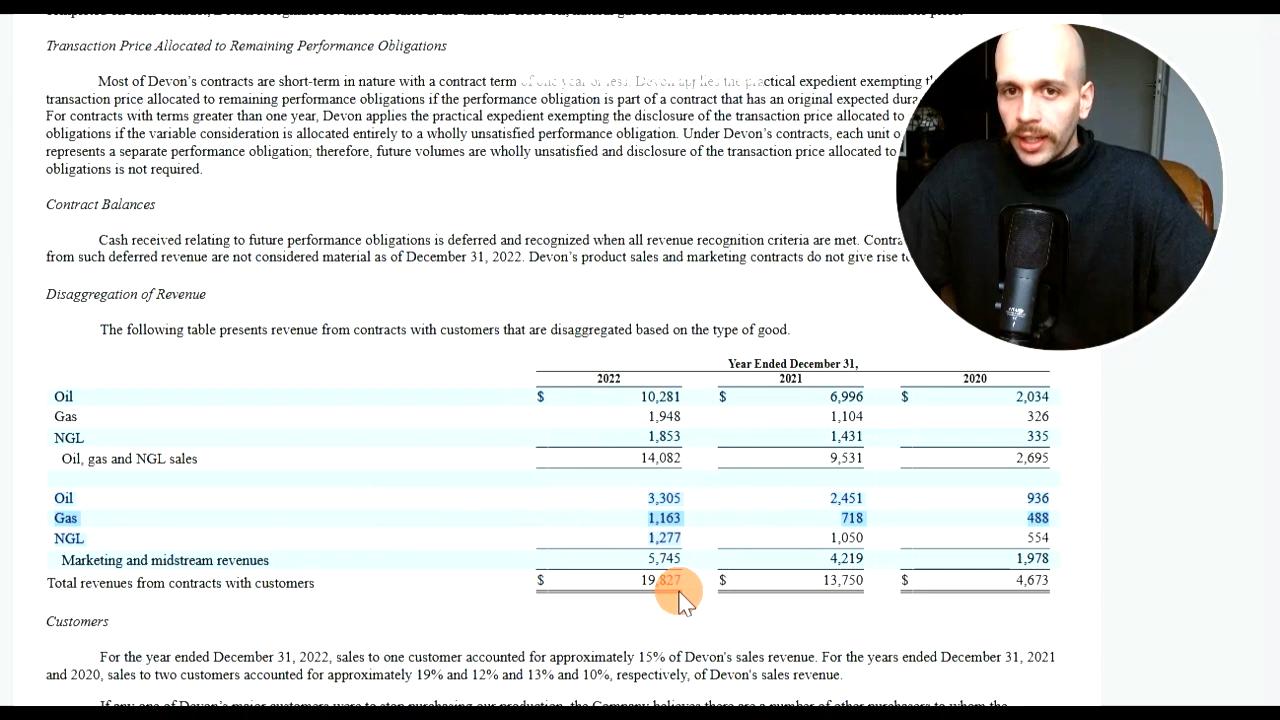 Transaction Price Allocated to Remaining Performance Obligations
Most of Devon's contracts are short-term in nature with a contract term of one year or less. Devon applies the practical expedient exempting
transaction price allocated to remaining performance obligations if the performance obligation is part of a contract that has an original expected
For contracts with terms greater than one year, Devon applies the practical expedient exempting the disclosure of the transaction price allocated to
obligations if the variable consideration is allocated entirely to a wholly unsatisfied performance obligation. Under Devon's contracts, each unit
represents a separate performance obligation; therefore, future volumes are wholly unsatisfied and disclosure of the transaction price allocated to
obligations is not required.
Contract Balances
Cash received relating to future performance obligations is deferred and recognized when all revenue recognition criteria are met.
from such deferred revenue are not considered material as of December 31, 2022. Devon's product sales and marketing contracts do not give rise
Disaggregation of Revenue
The following table presents revenue from contracts with customers that are disaggregated based on the type of good.
Year Ended December 31,
2022 2021 2020
Oil $ 10,281 $ 6,996 $ 2,034
Gas 1,948 1,104 326
NGL 1,853 1,431 335
Oil, gas and NGL sales 14,082 9,531 2,695
Oil 3,305 2,451 936
Gas 1,163 718 488
NGL 1,277 1,050 554
Marketing and midstream revenues 5,745 4,219 1,978
Total revenues from contracts with customers $ 19,827 $ 13,750 $ 4,673
Customers
For the year ended December 31, 2022, sales to one customer accounted for approximately 15% of Devon's sales revenue. For the years ended December 31, 2021
and 2020, sales to two customers accounted for approximately 19% and 12% and 13% and 10%, respectively, of Devon's sales revenue.